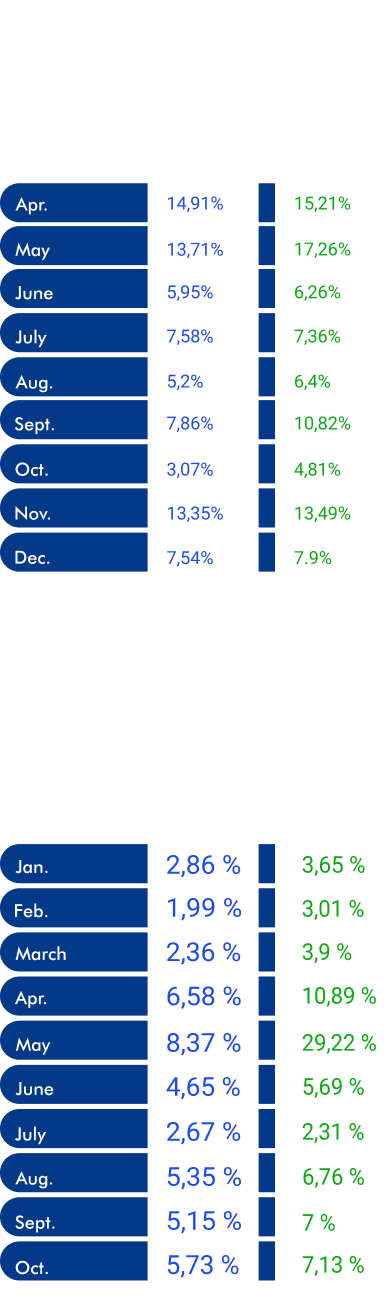 Apr. 14,91% 15,21%
May 13,71% 17,26%
June 5,95% 6,26%
July 7,58% 7,36%
Aug. 5,2% 6,4%
Sept. 7,86% 10,82%
Oct. 3,07% 4,81%
Nov. 13,35% 13,49%
Dec. 7,54% 7.9%
Jan. 2,86 % 3,65 %
Feb. 1,99 % 3,01 %
March 2,36 % 3,9 %
Apr. 6,58 % 10,89 %
May 8,37 % 29,22 %
June 4,65 % 5,69 %
July 2,67 % 2,31 %
Aug. 5,35 % 6,76 %
Sept. 5,15 % 7 %
Oct. 5,73 % 7,13 %